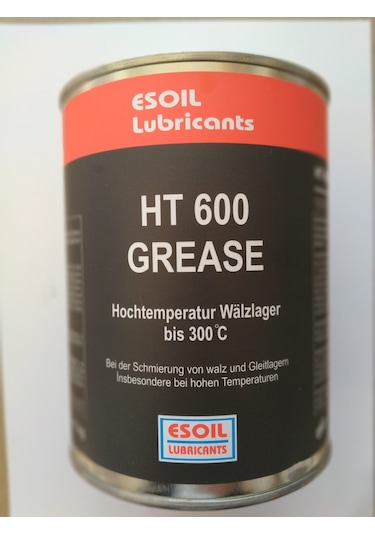 ESOIL
Lubricants
HT 600
GREASE
Hochtemperatur Wälzlager
bis 300°C
Bei der Schmierung von walz und Gleitlagern
Insbesondere bei hohen Temperaturen
ESOIL
LUBRICANTS